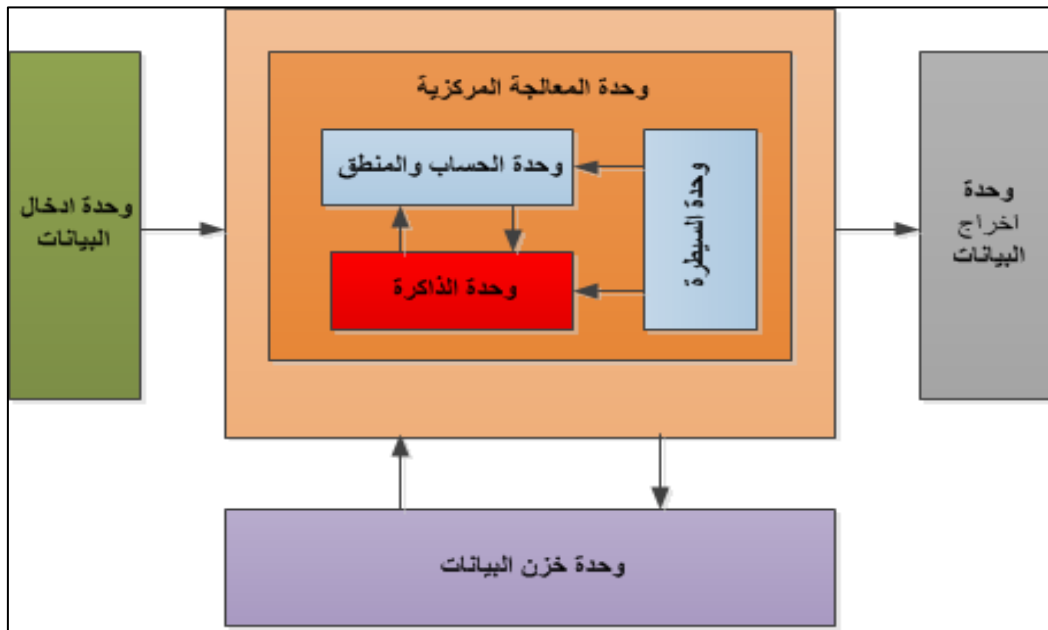 وحدة المعالجة المركزية
وحدة الحساب والمنطق
وحدة السيطرة
وحدة الذاكرة
وحدة ادخال
البيانات
وحدة
اخراج
البيانات
وحدة خزن البيانات